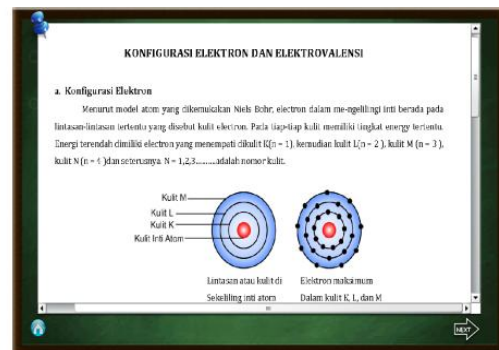 KONFIGURASI ELEKTRON DAN ELEKTROVALENSI
a. Konfigurasi Elektron
Menurut model atom yang dikemukakan Niels Bohr, electron dalam me-ngelilingi inti berada pada
lintasan-lintasan tertentu yang disebut kulit electron. Pada tiap-tiap kulit memiliki tingkat energy tertentu.
Energi terendah dimiliki electron yang menempati dikulit K(n = 1), kemudian kulit L(n = 2 ), kulit M (n = 3 ),
kulit N (n = 4 )dan seterusnya. N = 1,2,3..........adalah nomor kulit.
Kulit M
Kulit L
Kulit K
Kulit Inti Atom
Lintasan atau kulit di
Sekeliling inti atom
Elektron maksimum
Dalam kulit K, L, dan M
NEXT